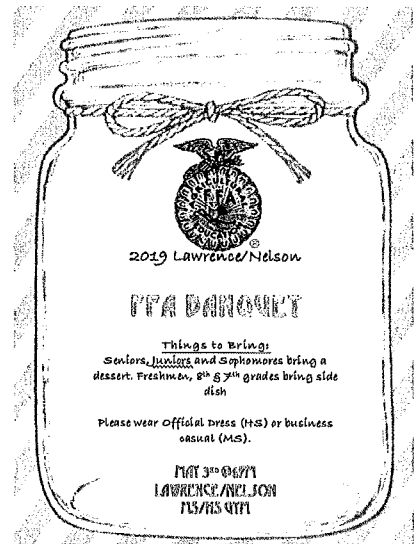 FFA
®
2019 Lawrence/Nelson
FFA BANQUET
Things to Bring:
Seniors, Juniors and Sophomores bring a
dessert. Freshmen, 8th & 7th grades bring side
dish
Please wear Official Dress (HS) or business
casual (MS).
MAY 3RD @6PM
LAWRENCE/NELSON
MS/HS GYM